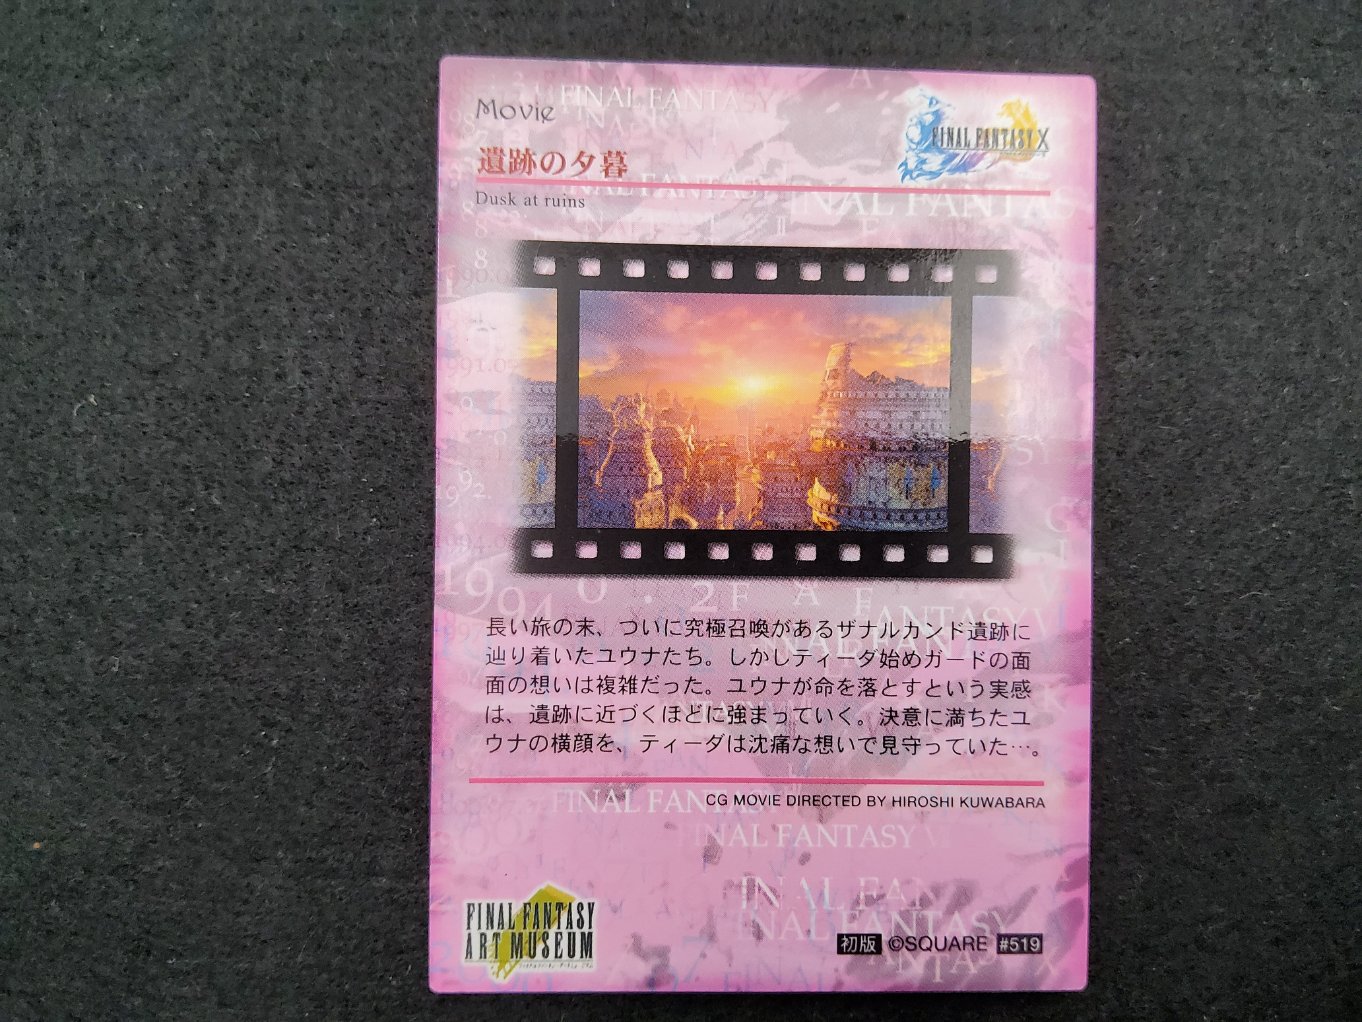 Movie
FINAL FANTASY X
遺跡の夕暮
Dusk at ruins
長い旅の末、ついに究極召喚があるザナルカンド遺跡に
辿り着いたユウナたち。しかしティーダ始めガードの面
面の想いは複雑だった。ユウナが命を落とすという実感
は、遺跡に近づくほどに強まっていく。決意に満ちたユ
ウナの横顔を、ティーダは沈痛な想いで見守っていた…。
CG MOVIE DIRECTED BY HIROSHI KUWABARA
FINAL FANTASY
ART MUSEUM
初版 ©SQUARE #519